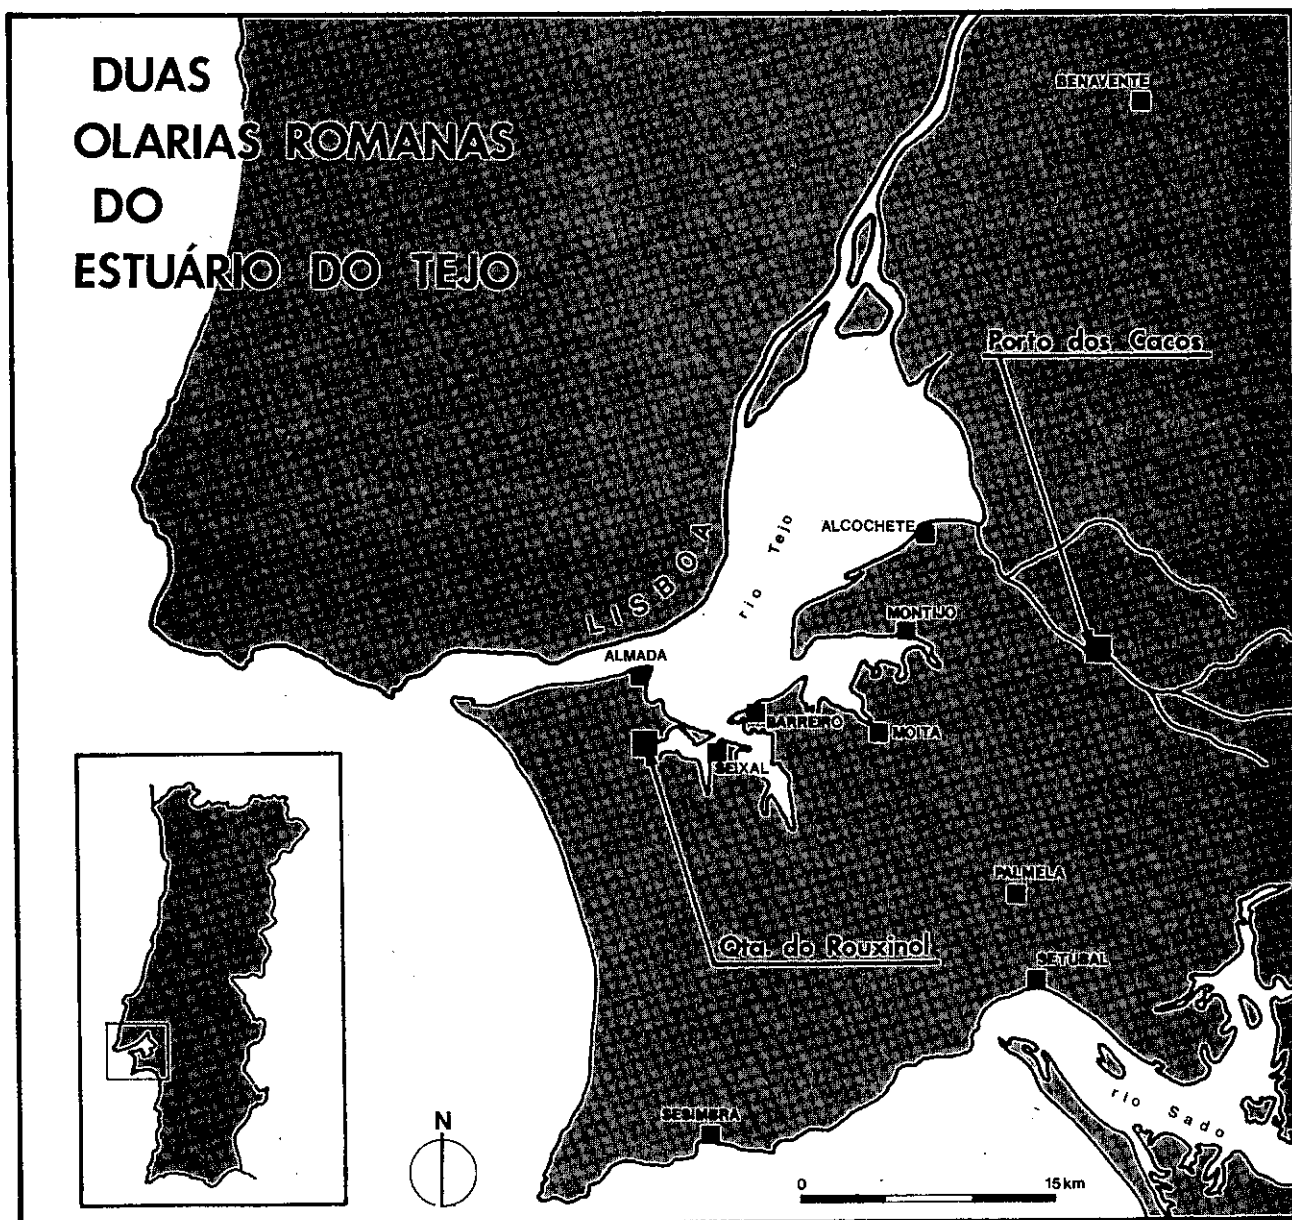 DUAS
OLARIAS ROMANAS
DO
ESTUÁRIO DO TEJO
BENAVENTE
Porto dos Cacos
ALCOCHETE
rio Tejo
LISBOA
MONTIJO
ALMADA
BARREIRO
MOITA
SEIXAL
PALMELA
Qta. do Rouxinol
SETUBAL
rio Sado
SESIMBRA
N
0 15 km